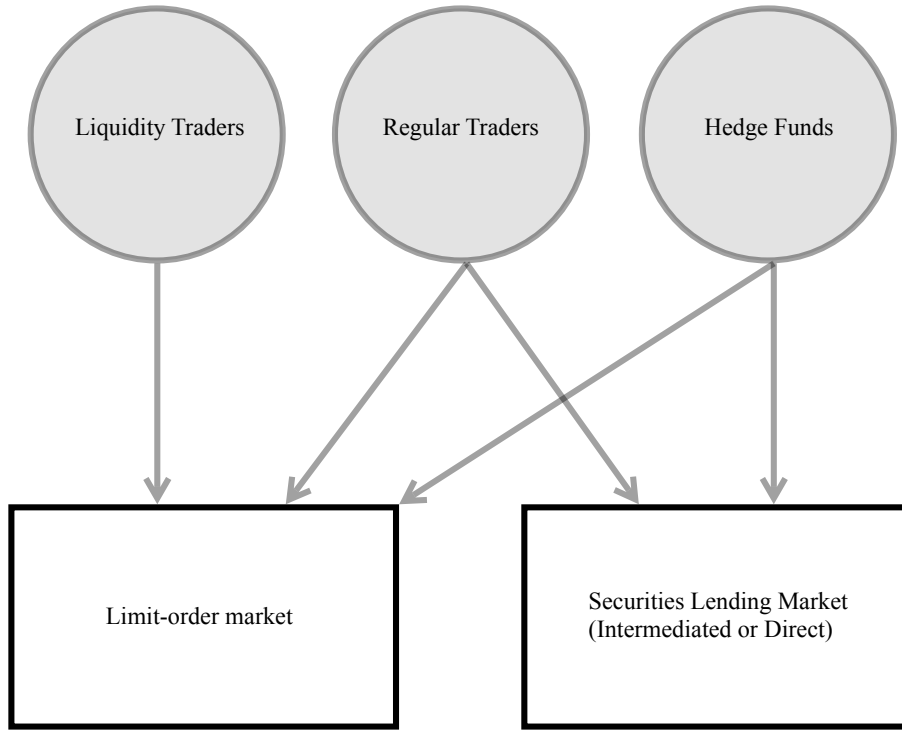 Liquidity Traders
Regular Traders
Hedge Funds
Limit-order market
Securities Lending Market
(Intermediated or Direct)